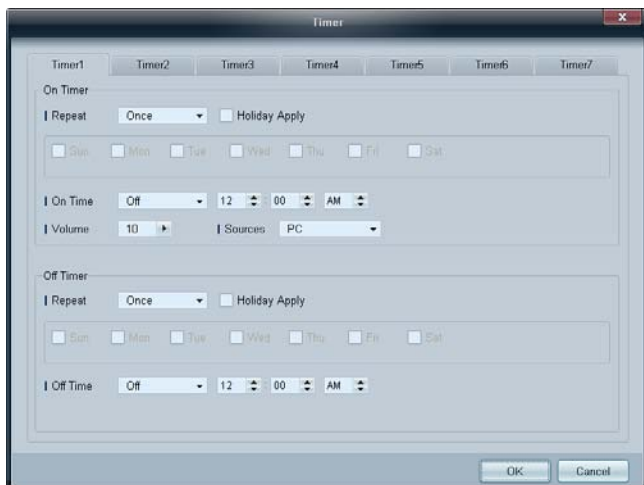 Timer
Timer1 Timer2 Timer3 Timer4 Timer5 Timer6 Timer7
On Timer
Repeat Once Holiday Apply
Sun Mon Tue Wed Thu Fri Sat
On Time Off 12 : 00 AM
Volume 10 Sources PC
Off Timer
Repeat Once Holiday Apply
Sun Mon Tue Wed Thu Fri Sat
Off Time Off 12 : 00 AM
OK Cancel